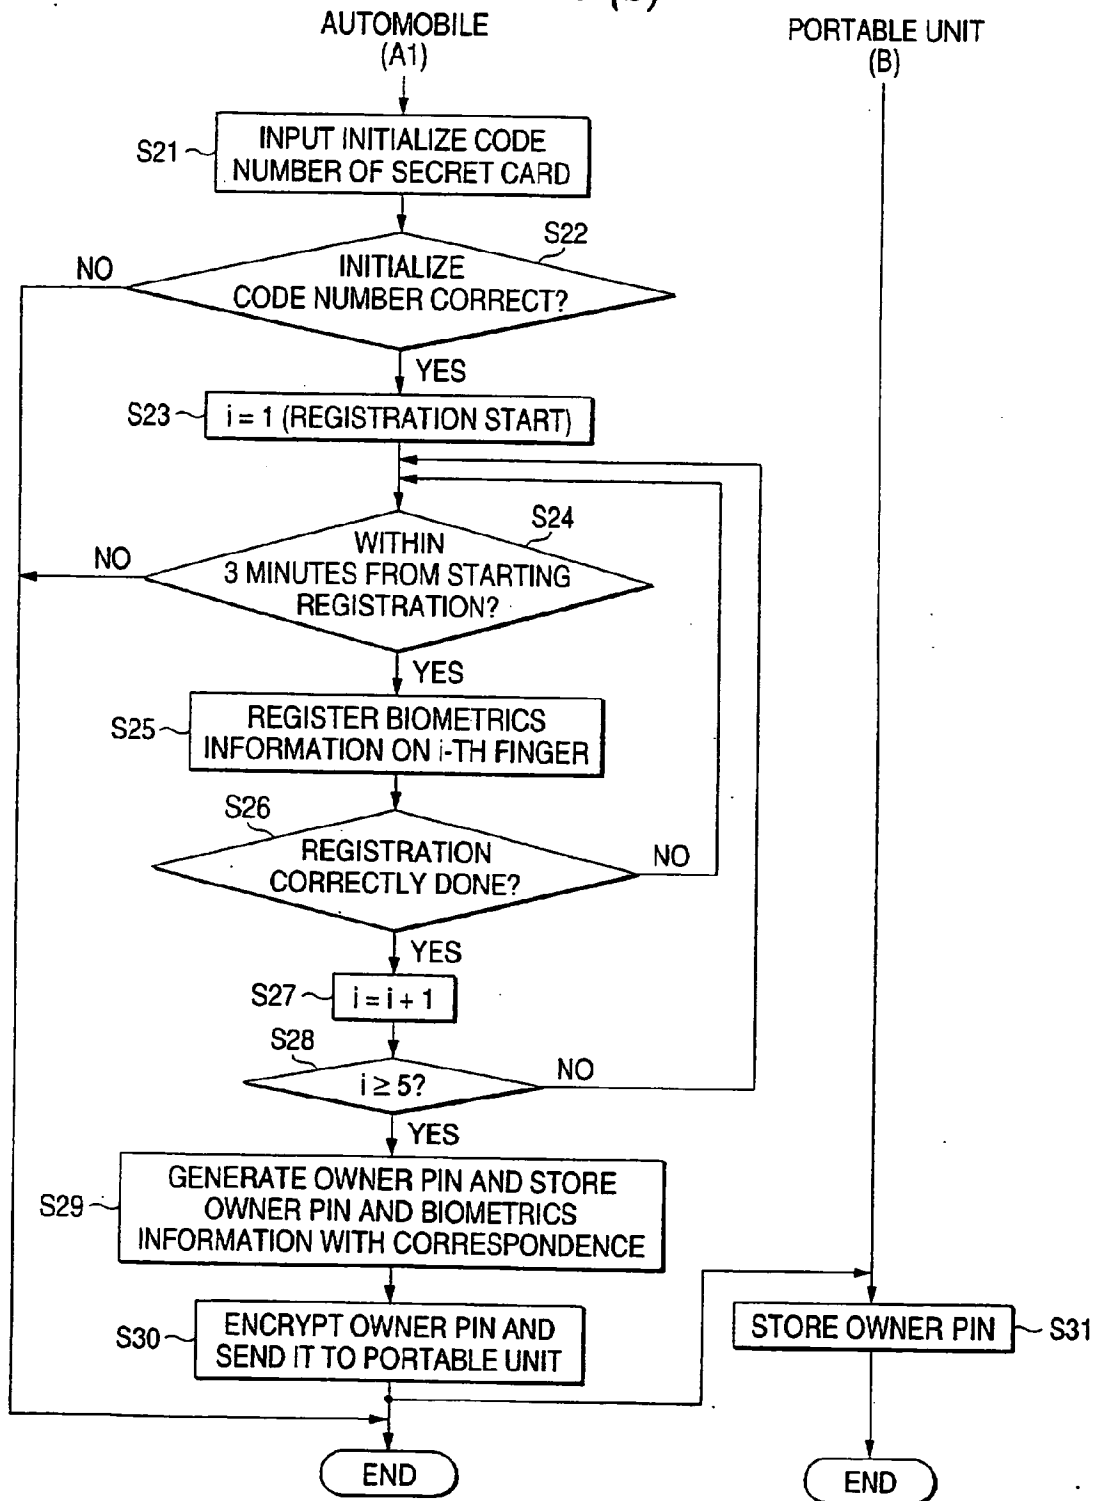 (b)
AUTOMOBILE
(A1)
PORTABLE UNIT
(B)
S21
INPUT INITIALIZE CODE
NUMBER OF SECRET CARD
S22
NO
INITIALIZE
CODE NUMBER CORRECT?
YES
S23
i = 1 (REGISTRATION START)
S24
NO
WITHIN
3 MINUTES FROM STARTING
REGISTRATION?
YES
S25
REGISTER BIOMETRICS
INFORMATION ON i-TH FINGER
S26
REGISTRATION
CORRECTLY DONE?
NO
YES
S27
i = i + 1
S28
i ≥ 5?
NO
YES
S29
GENERATE OWNER PIN AND STORE
OWNER PIN AND BIOMETRICS
INFORMATION WITH CORRESPONDENCE
S30
ENCRYPT OWNER PIN AND
SEND IT TO PORTABLE UNIT
STORE OWNER PIN
S31
END
END